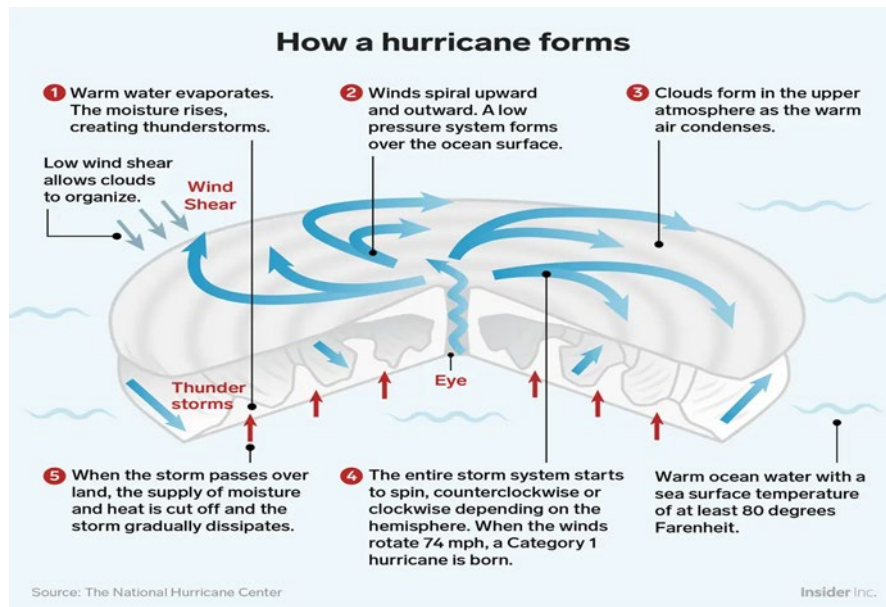 How a hurricane forms
1 Warm water evaporates.
The moisture rises,
creating thunderstorms.
2 Winds spiral upward
and outward. A low
pressure system forms
over the ocean surface.
3 Clouds form in the upper
atmosphere as the warm
air condenses.
Low wind shear
allows clouds
to organize.
Wind
Shear
Thunder
storms
Eye
5 When the storm passes over
land, the supply of moisture
and heat is cut off and the
storm gradually dissipates.
4 The entire storm system starts
to spin, counterclockwise or
clockwise depending on the
hemisphere. When the winds
rotate 74 mph, a Category 1
hurricane is born.
Warm ocean water with a
sea surface temperature
of at least 80 degrees
Farenheit.
Source: The National Hurricane Center
Insider Inc.